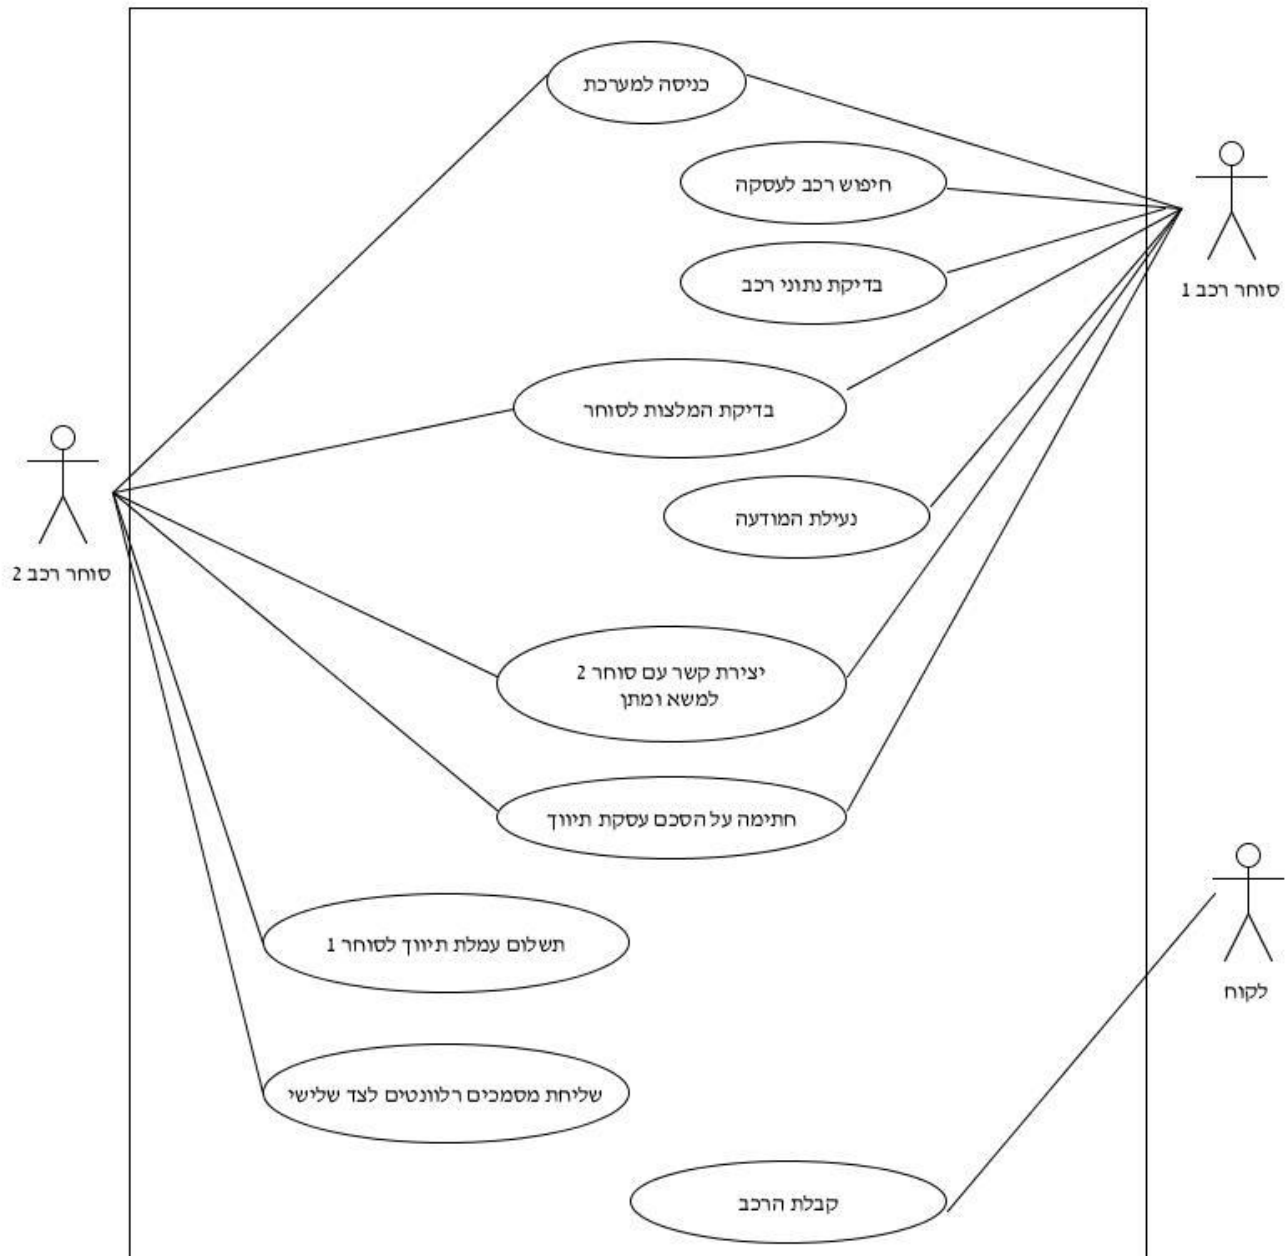 כניסה למערכת
חיפוש רכב לעסקה
בדיקת נתוני רכב
סוחר רכב 1
בדיקת המלצות לסוחר
נעילת המודעה
סוחר רכב 2
יצירת קשר עם סוחר 2
למשא ומתן
חתימה על הסכם עסקת תיווך
תשלום עמלת תיווך לסוחר 1
לקוח
שליחת מסמכים רלוונטים לצד שלישי
קבלת הרכב